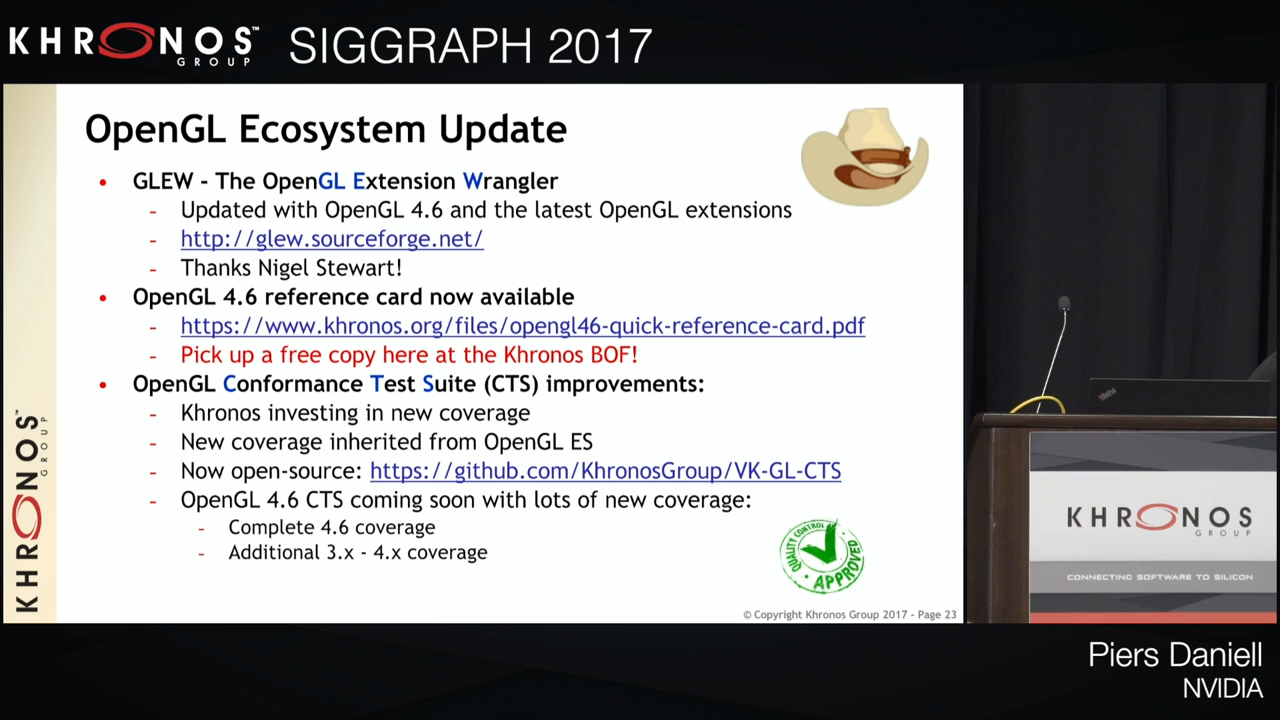 KHRONOS™ GROUP SIGGRAPH 2017
OpenGL Ecosystem Update
• GLEW - The OpenGL Extension Wrangler
- Updated with OpenGL 4.6 and the latest OpenGL extensions
- http://glew.sourceforge.net/
- Thanks Nigel Stewart!
• OpenGL 4.6 reference card now available
- https://www.khronos.org/files/opengl46-quick-reference-card.pdf
- Pick up a free copy here at the Khronos BOF!
• OpenGL Conformance Test Suite (CTS) improvements:
- Khronos investing in new coverage
- New coverage inherited from OpenGL ES
- Now open-source: https://github.com/KhronosGroup/VK-GL-CTS
- OpenGL 4.6 CTS coming soon with lots of new coverage:
- Complete 4.6 coverage
- Additional 3.x - 4.x coverage
QUALITY CONTROL
APPROVED
© Copyright Khronos Group 2017 - Page 23
KHRONOS™ GROUP
ThinkPad
KHRONOS GROUP
CONNECTING SOFTWARE TO SILICON
Piers Daniell
NVIDIA